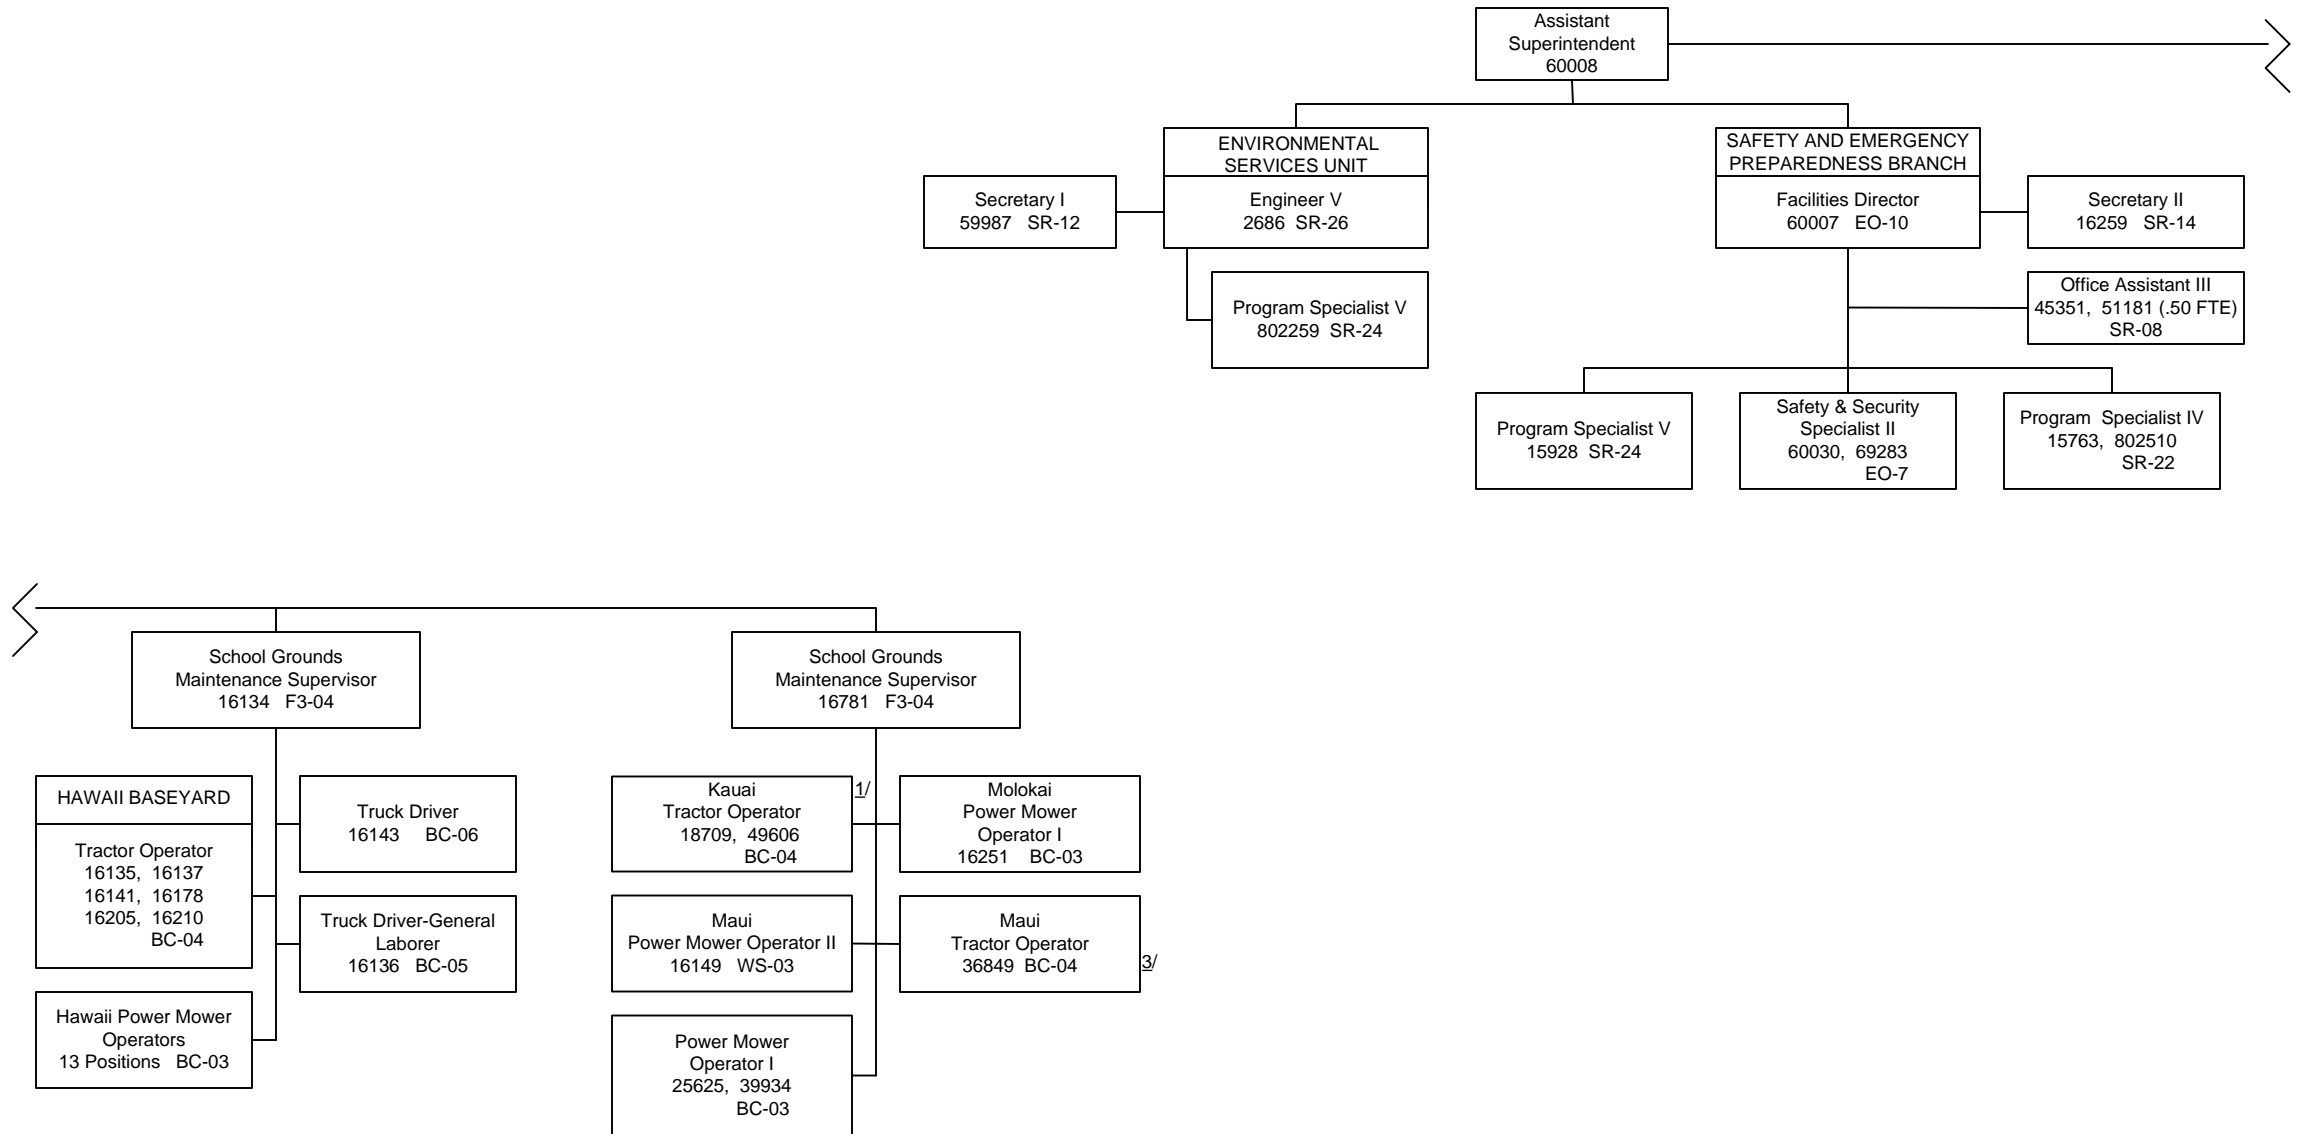 Assistant
Superintendent
60008
ENVIRONMENTAL
SERVICES UNIT
SAFETY AND EMERGENCY
PREPAREDNESS BRANCH
Secretary I
59987 SR-12
Engineer V
2686 SR-26
Facilities Director
60007 EO-10
Secretary II
16259 SR-14
Program Specialist V
802259 SR-24
Office Assistant III
45351, 51181 (.50 FTE)
SR-08
Program Specialist V
15928 SR-24
Safety & Security
Specialist II
60030, 69283
EO-7
Program Specialist IV
15763, 802510
SR-22
School Grounds
Maintenance Supervisor
16134 F3-04
School Grounds
Maintenance Supervisor
16781 F3-04
HAWAII BASEYARD
Tractor Operator
16135, 16137
16141, 16178
16205, 16210
BC-04
Truck Driver
16143 BC-06
Truck Driver-General
Laborer
16136 BC-05
Hawaii Power Mower
Operators
13 Positions BC-03
Kauai
Tractor Operator
18709, 49606
BC-04
1/
Molokai
Power Mower
Operator I
16251 BC-03
Maui
Power Mower Operator II
16149 WS-03
Maui
Tractor Operator
36849 BC-04
3/
Power Mower
Operator I
25625, 39934
BC-03